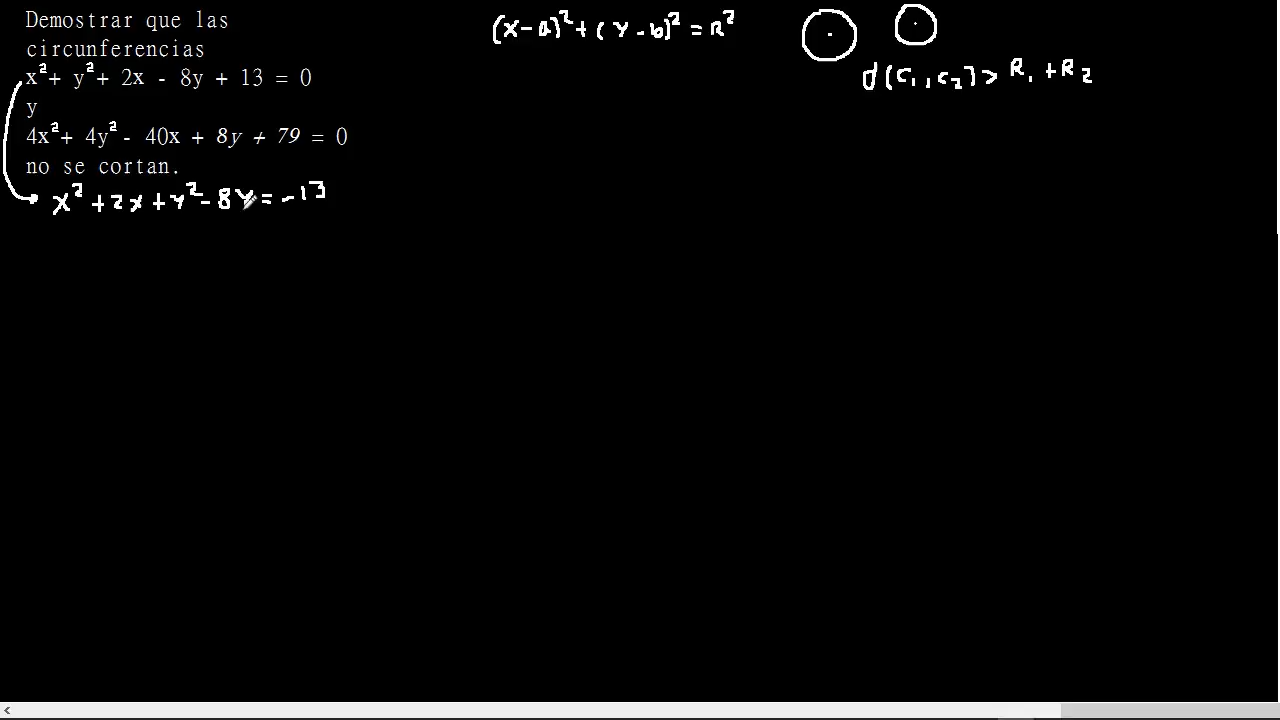 Demostrar que las
circunferencias
x²+ y²+ 2x - 8y + 13 = 0
y
4x²+ 4y²- 40x + 8y + 79 = 0
no se cortan.
x² + 2x + y² - 8y = -13
(x-a)² + (y-b)² = R²
d(c₁,c₂) > R₁ + R₂